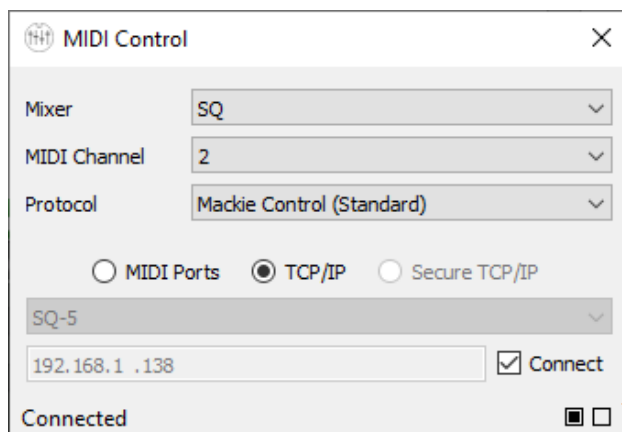 MIDI Control
Mixer SQ
MIDI Channel 2
Protocol Mackie Control (Standard)
MIDI Ports TCP/IP Secure TCP/IP
SQ-5
192.168.1 .138 Connect
Connected